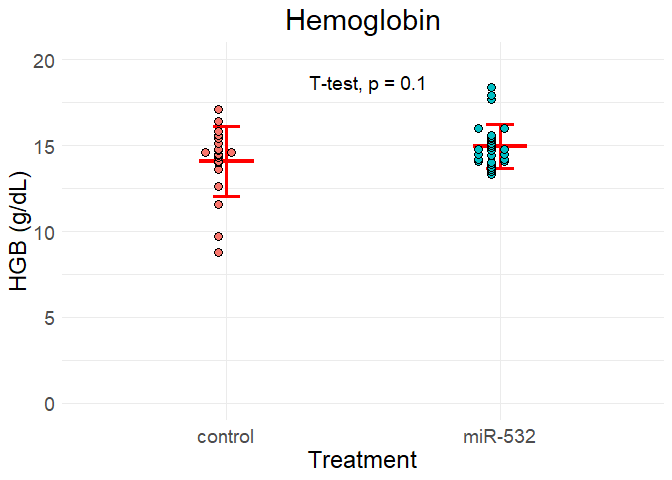 Hemoglobin
T-test, p = 0.1
HGB (g/dL)
20
15
10
5
0
control
miR-532
Treatment